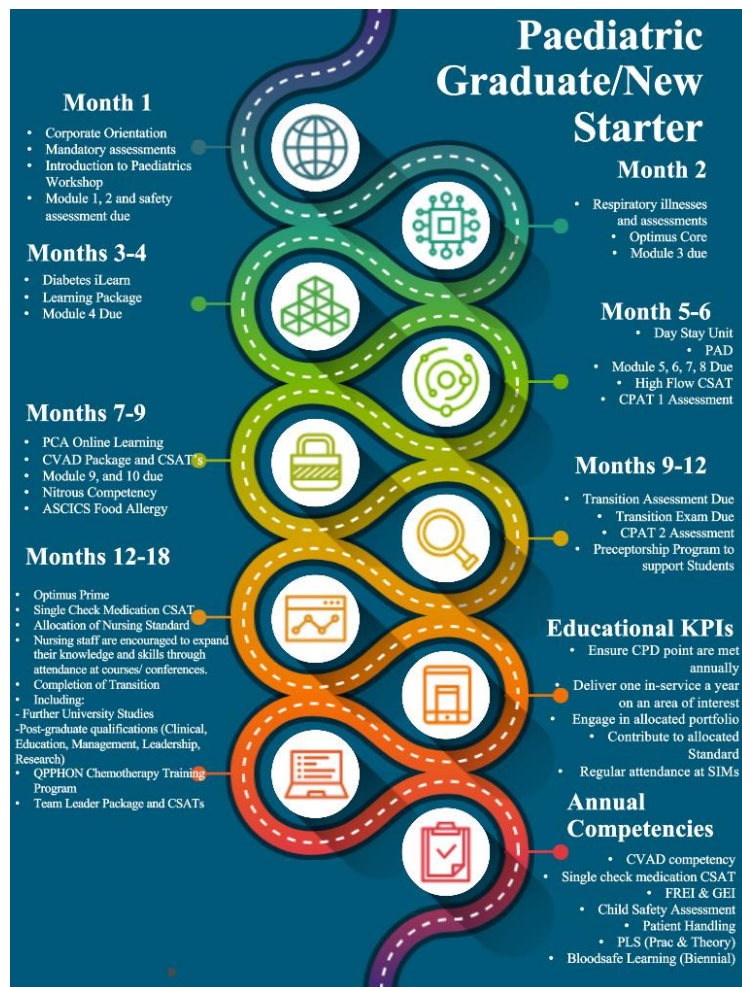 Paediatric
Graduate/New
Starter
Month 1
• Corporate Orientation
• Mandatory assessments
• Introduction to Paediatrics
Workshop
• Module 1, 2 and safety
assessment due
Month 2
• Respiratory illnesses
and assessments
• Optimus Core
• Module 3 due
Months 3-4
• Diabetes iLearn
• Learning Package
• Module 4 Due
Month 5-6
• Day Stay Unit
• PAD
• Module 5, 6, 7, 8 Due
• High Flow CSAT
• CPAT 1 Assessment
Months 7-9
• PCA Online Learning
• CVAD Package and CSAT's
• Module 9, and 10 due
• Nitrous Competency
• ASCICS Food Allergy
Months 9-12
• Transition Assessment Due
• Transition Exam Due
• CPAT 2 Assessment
• Preceptorship Program to
support Students
Months 12-18
• Optimus Prime
• Single Check Medication CSAT
• Allocation of Nursing Standard
• Nursing staff are encouraged to expand
their knowledge and skills through
attendance at courses/ conferences.
• Completion of Transition
• Including:
- Further University Studies
-Post-graduate qualifications (Clinical,
Education, Management, Leadership,
Research)
• QPPHON Chemotherapy Training
Program
• Team Leader Package and CSATs
Educational KPIs
• Ensure CPD point are met
annually
• Deliver one in-service a year
on an area of interest
• Engage in allocated portfolio
• Contribute to allocated
Standard
• Regular attendance at SIMs
Annual
Competencies
• CVAD competency
• Single check medication CSAT
• FREI & GEI
• Child Safety Assessment
• Patient Handling
• PLS (Prac & Theory)
• Bloodsafe Learning (Biennial)